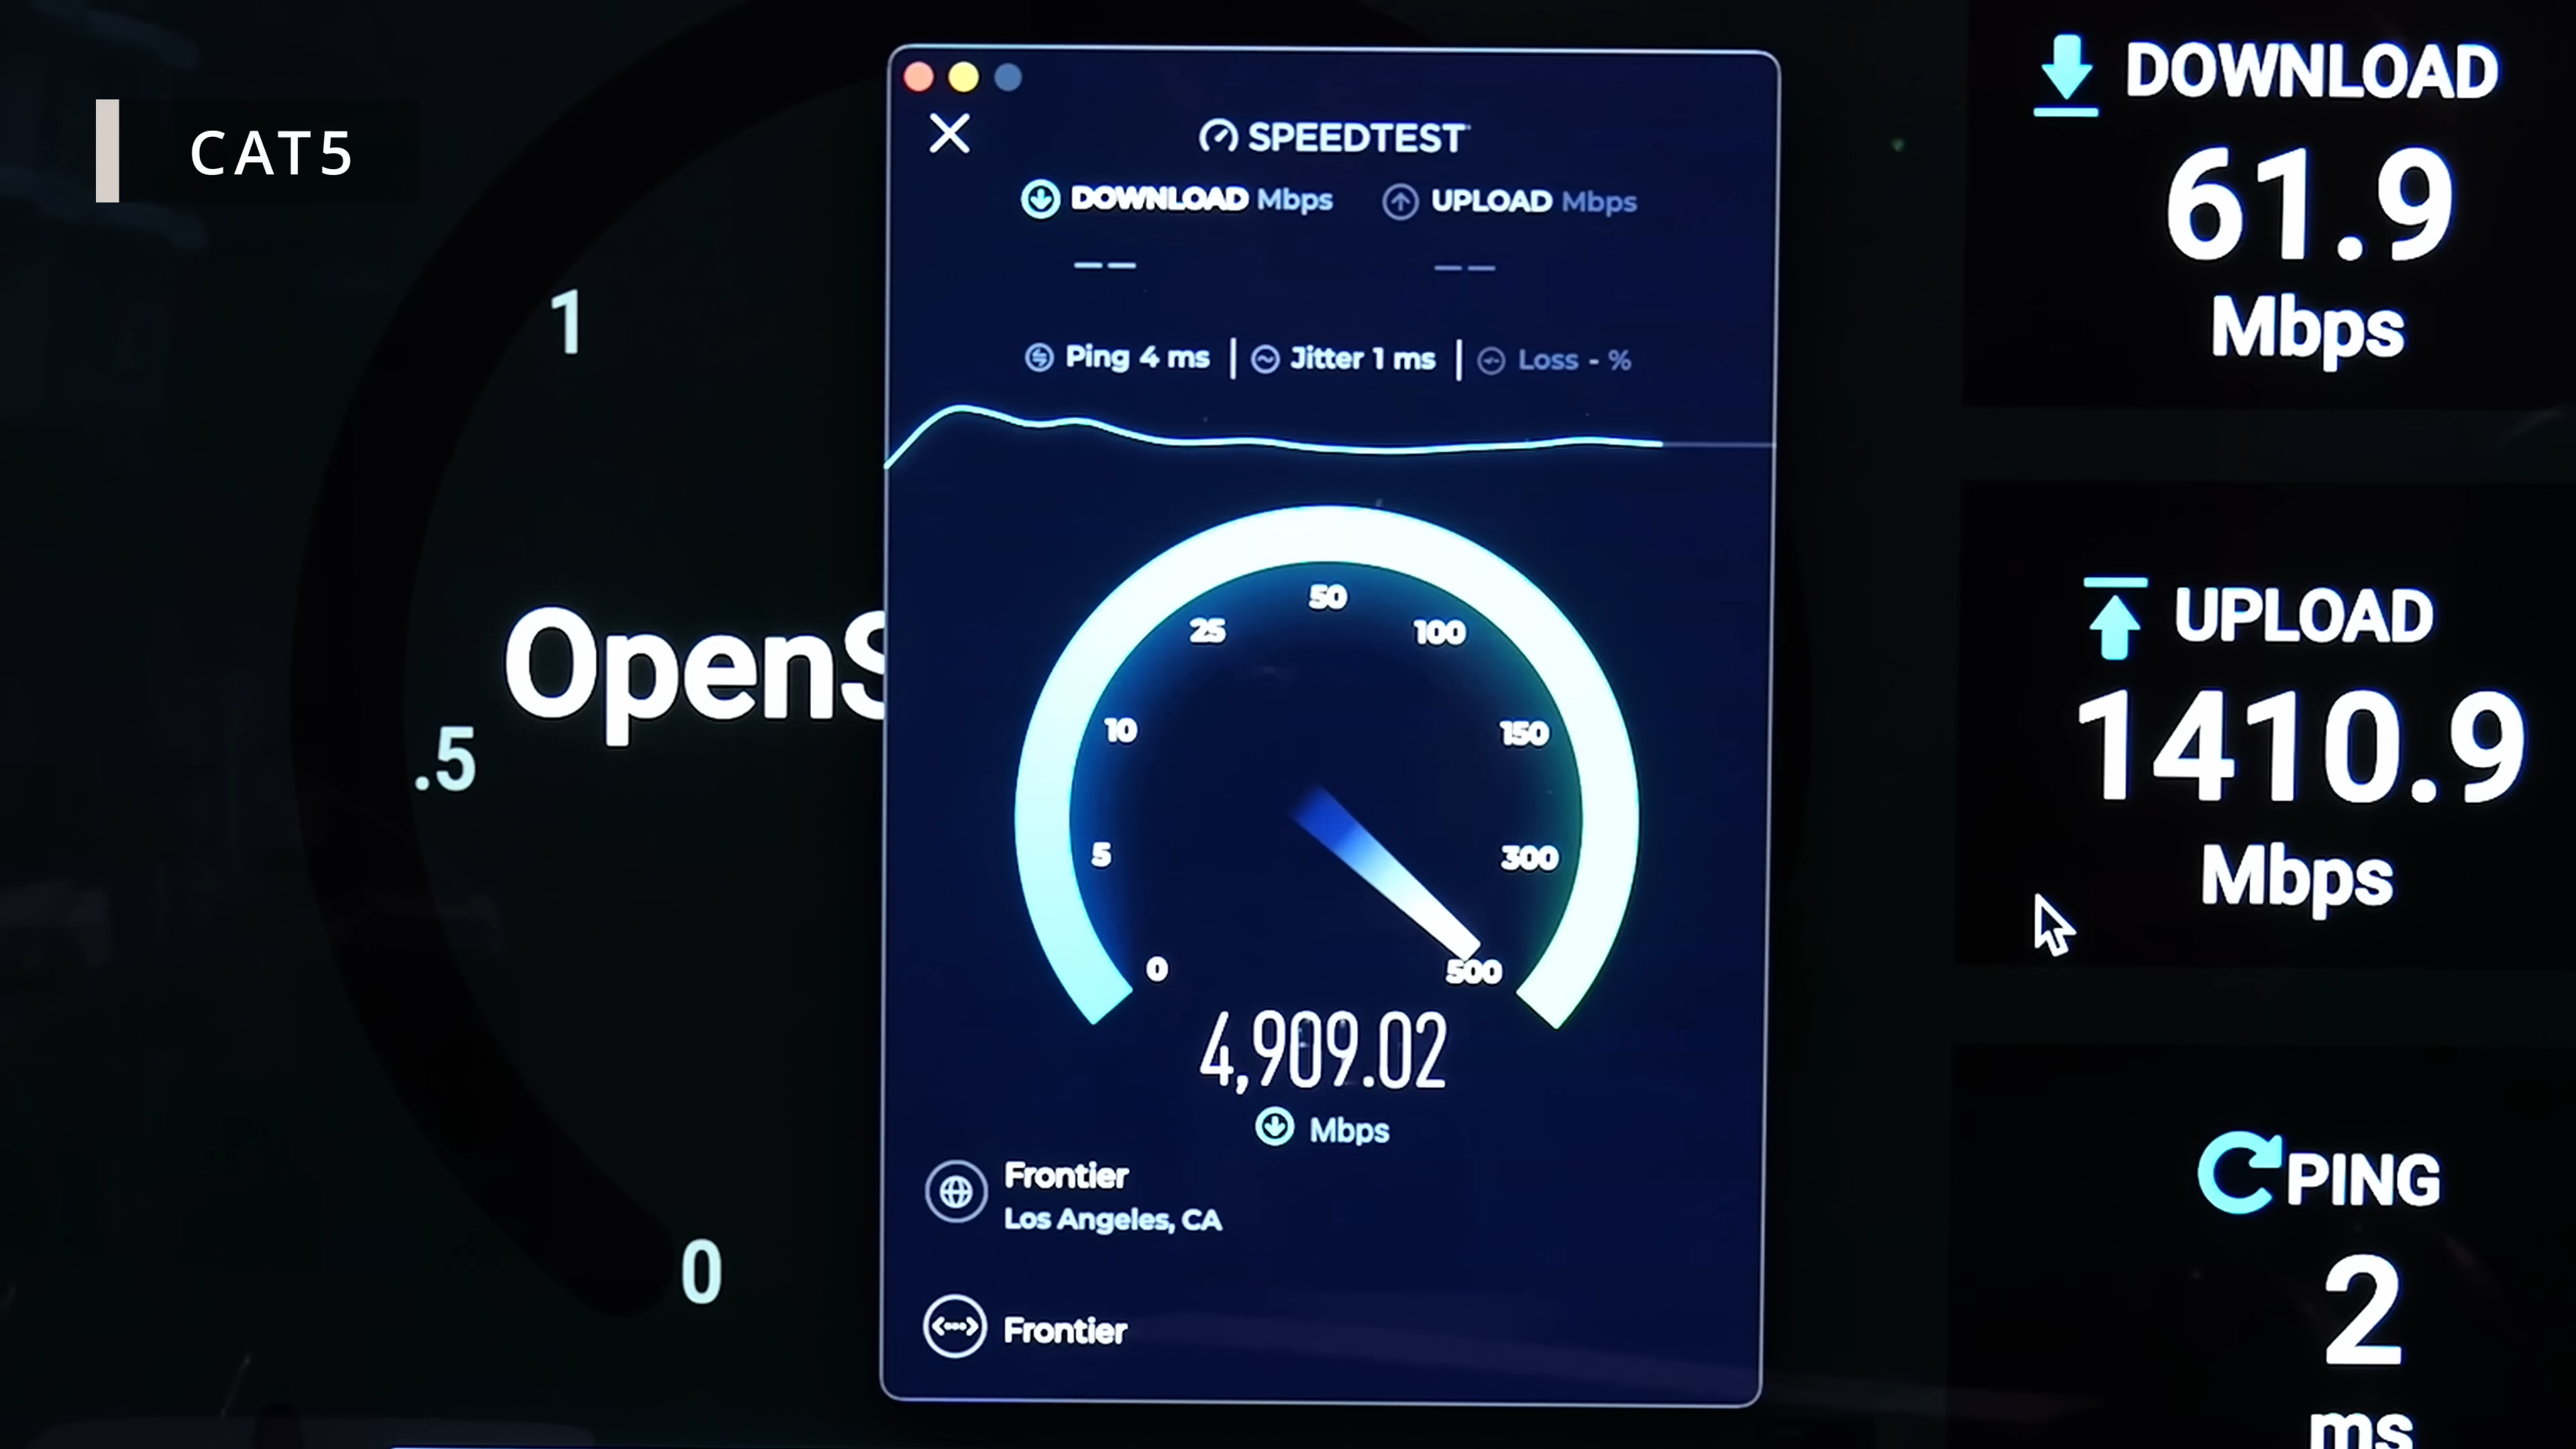 CAT5
1
OpenS
.5
0
SPEEDTEST
DOWNLOAD Mbps
UPLOAD Mbps
Ping 4 ms
Jitter 1 ms
Loss - %
0
5
10
25
50
100
150
300
500
4,909.02
Mbps
Frontier
Los Angeles, CA
Frontier
DOWNLOAD
61.9
Mbps
UPLOAD
1410.9
Mbps
PING
2
ms